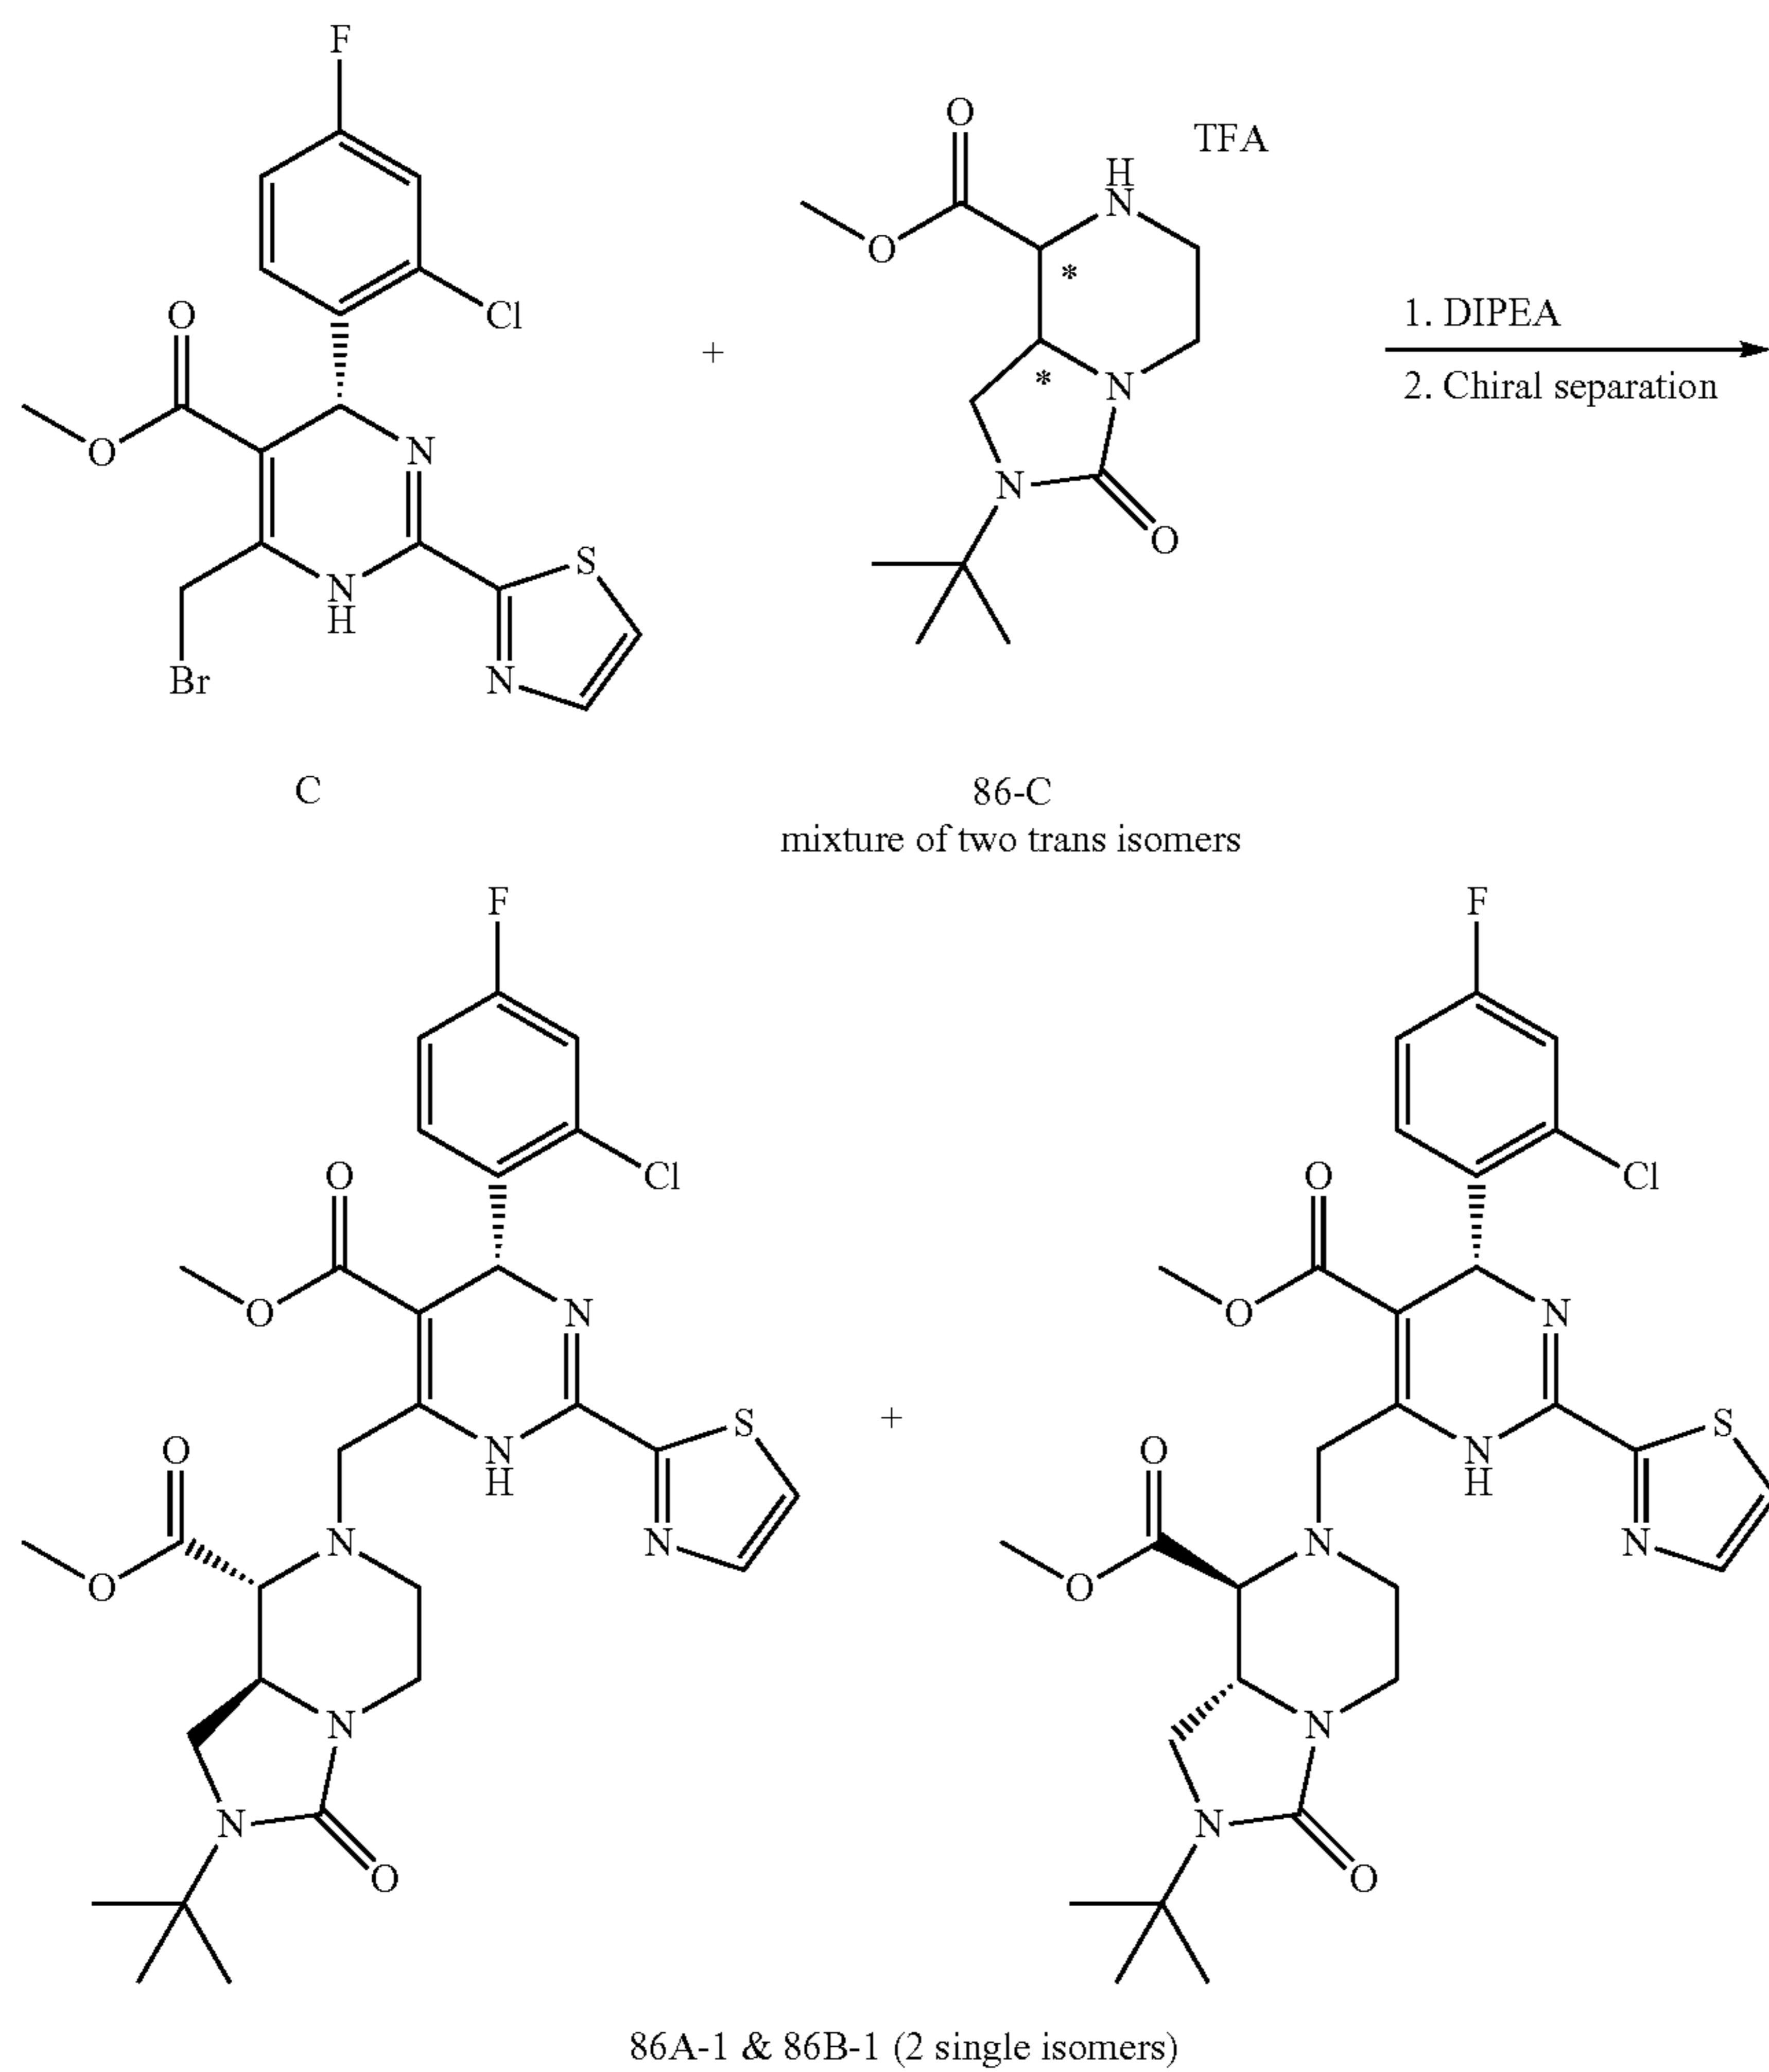 F
O
H
N
TFA
O
Cl
O
*
1. DIPEA
+
O
N
*
N
2. Chiral separation
N
H
S
N
O
Br
N
C
86-C
mixture of two trans isomers
F
F
O
Cl
O
Cl
O
N
O
N
O
N
H
S
+
O
N
H
S
N
N
N
N
O
O
N
N
N
O
N
O
86A-1 & 86B-1 (2 single isomers)